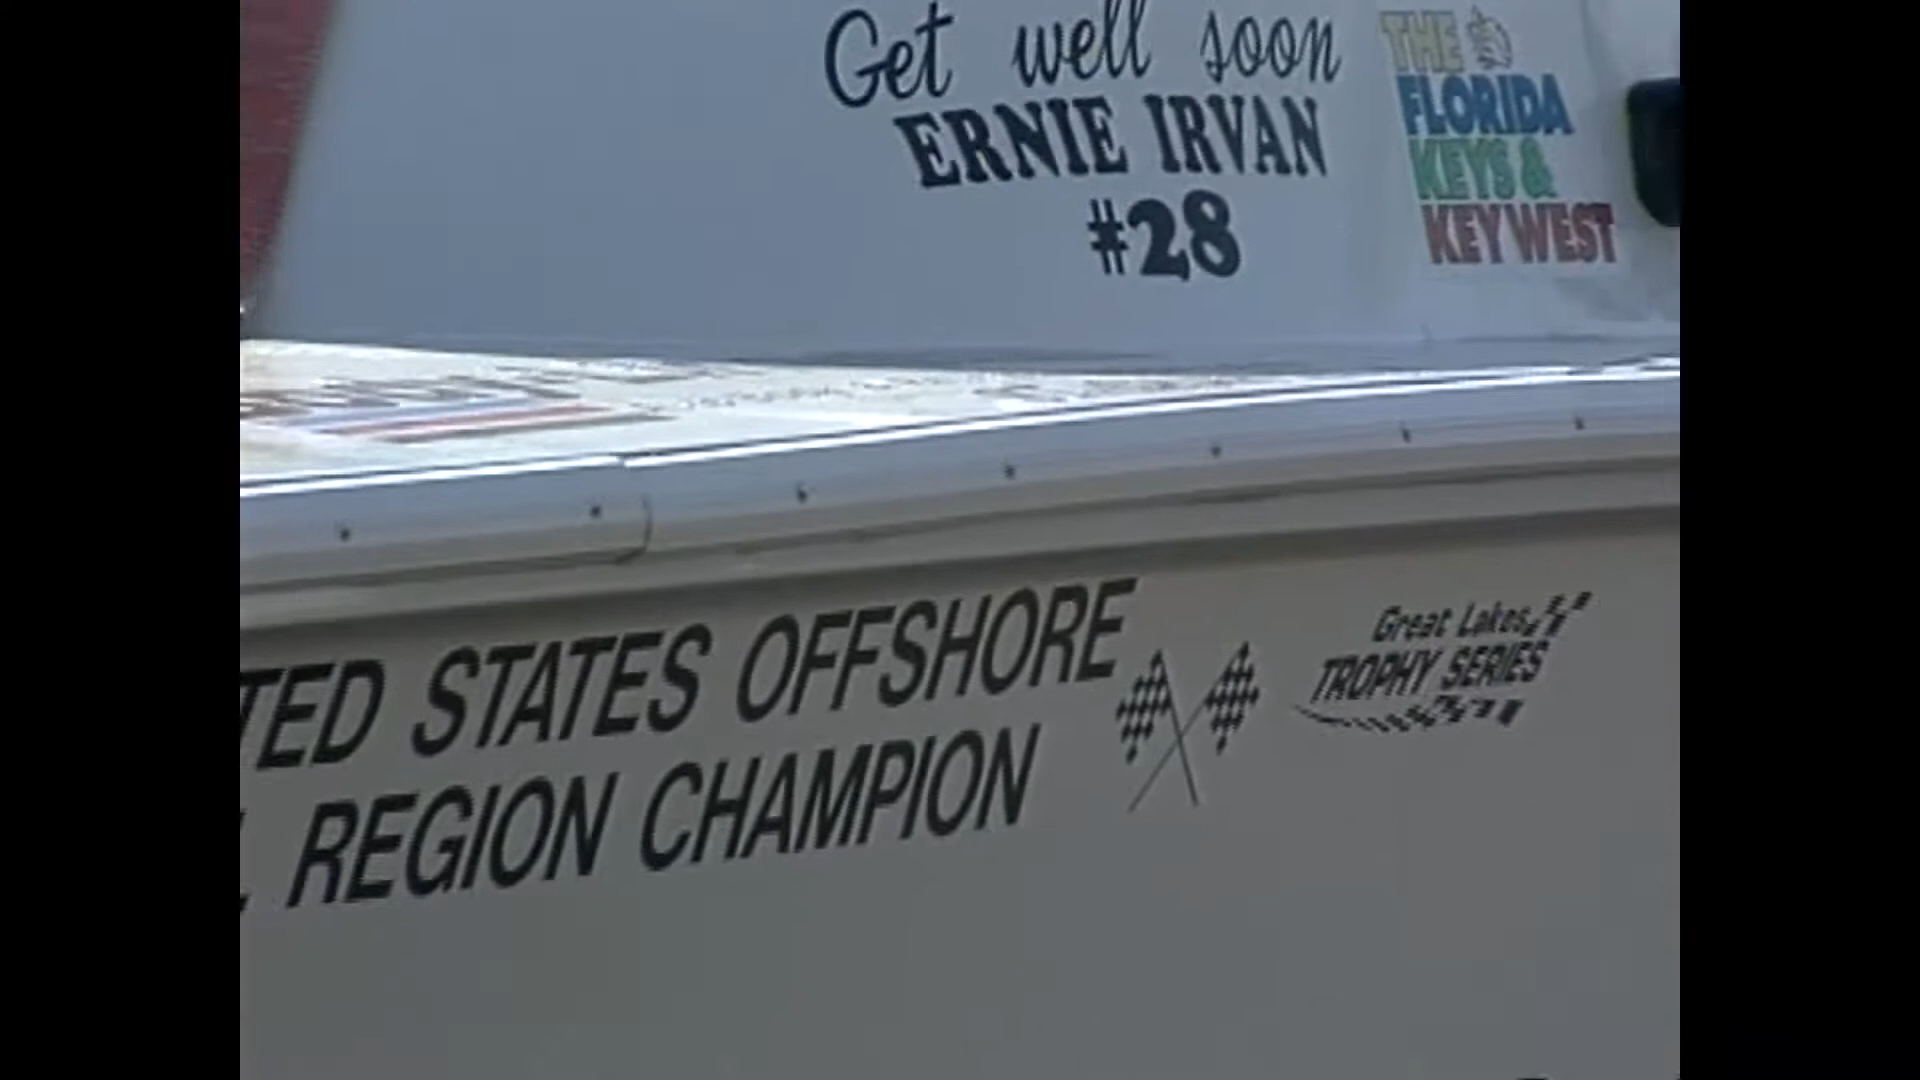 Get well soon
ERNIE IRVAN
#28
THE
FLORIDA
KEYS &
KEY WEST
TED STATES OFFSHORE
REGION CHAMPION
Great Lakes
TROPHY SERIES